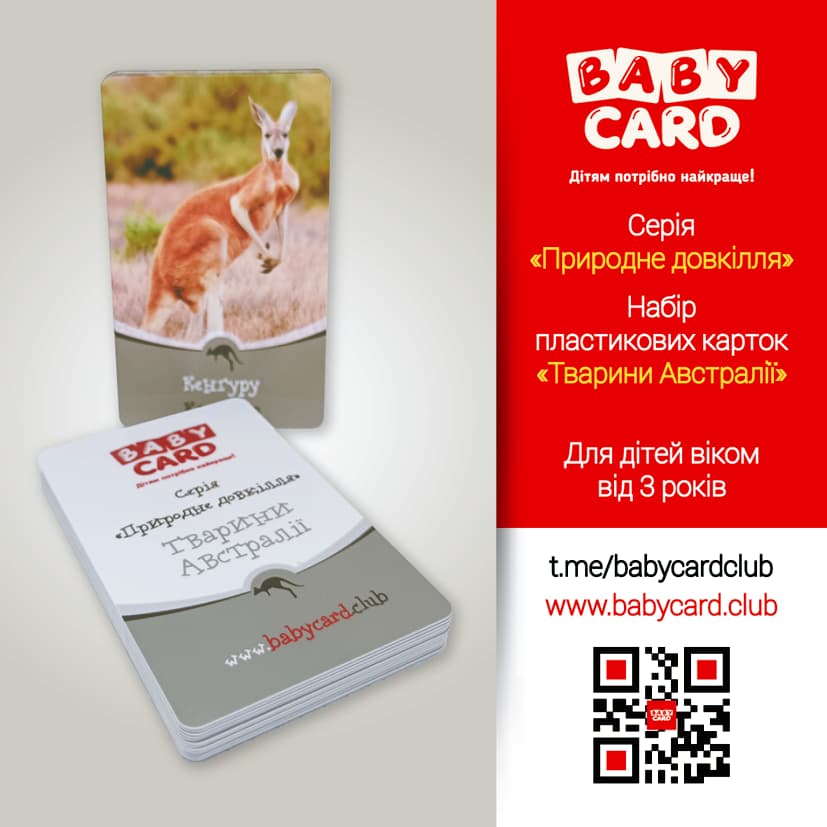 Кенгуру
BABY
CARD
Дітям потрібно найкраще!
Серія
«Природне довкілля»
Тварини
Австралії
www.babycard.club
BABY
CARD
Дітям потрібно найкраще!
Серія
«Природне довкілля»
Набір
пластикових карток
«Тварини Австралії»
Для дітей віком
від 3 років
t.me/babycardclub
www.babycard.club
BABY
CARD